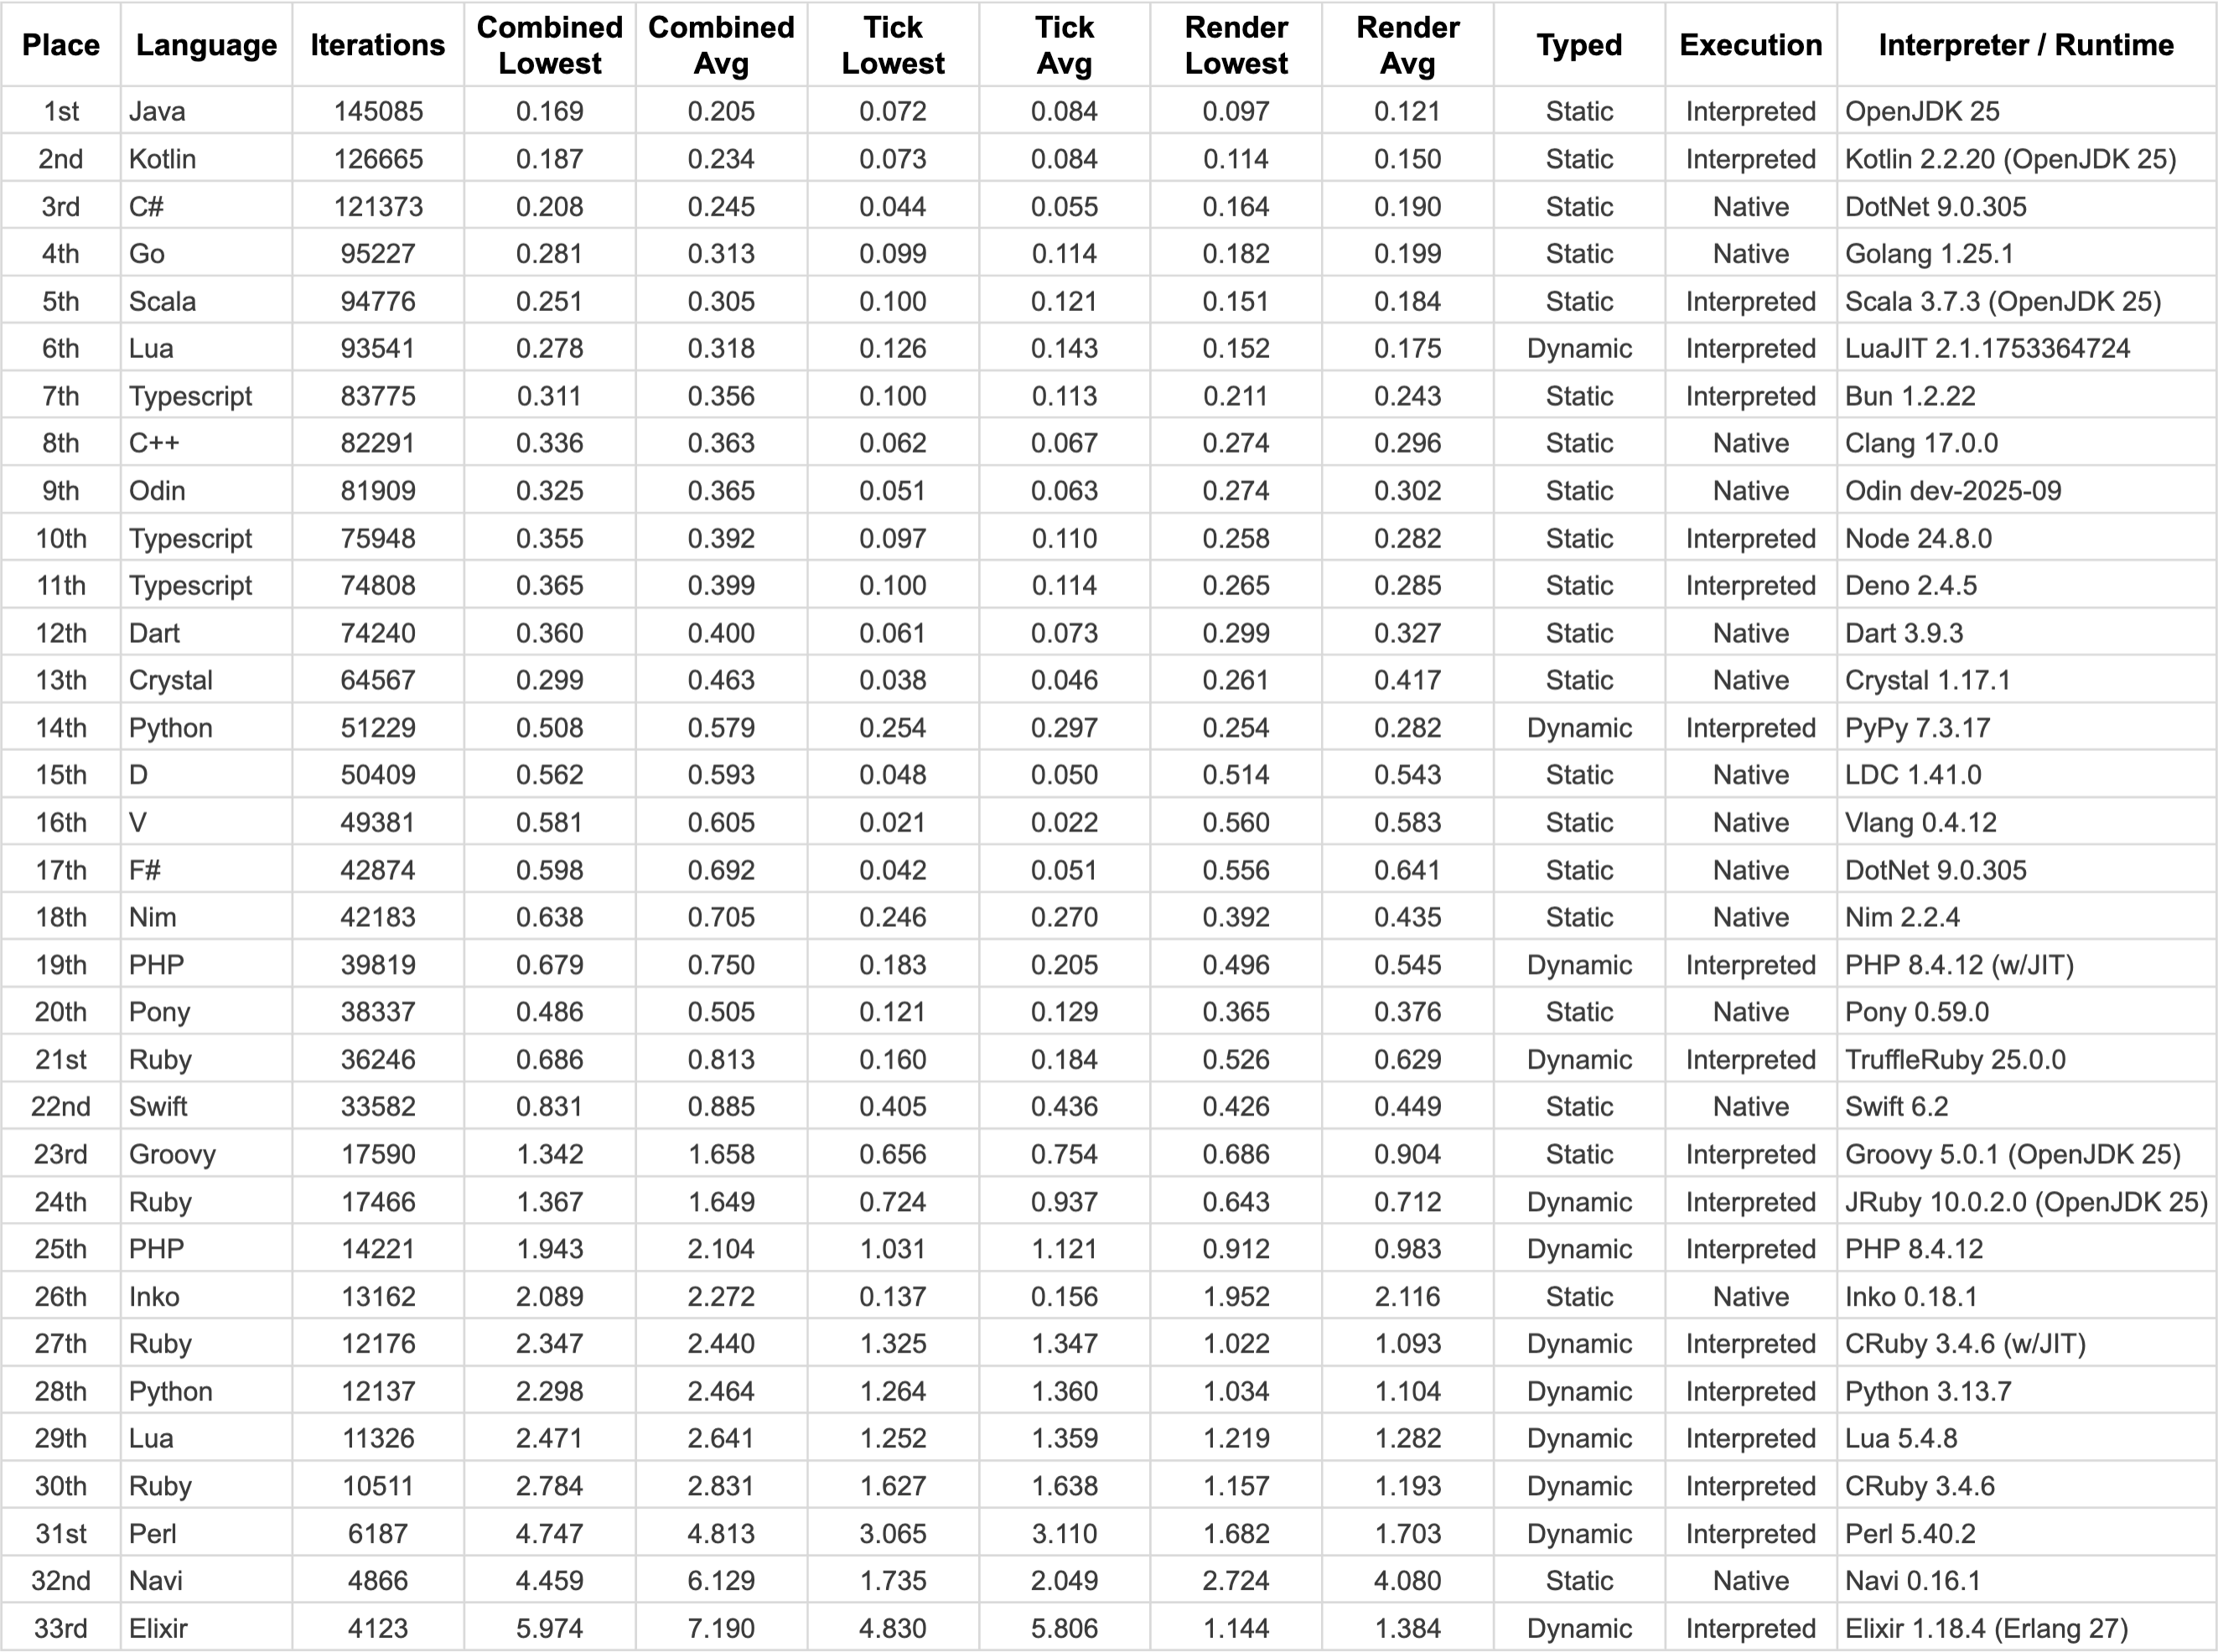 Place Language Iterations Combined Lowest Combined Avg Tick Lowest Tick Avg Render Lowest Render Avg Typed Execution Interpreter / Runtime
1st Java 145085 0.169 0.205 0.072 0.084 0.097 0.121 Static Interpreted OpenJDK 25
2nd Kotlin 126665 0.187 0.234 0.073 0.084 0.114 0.150 Static Interpreted Kotlin 2.2.20 (OpenJDK 25)
3rd C# 121373 0.208 0.245 0.044 0.055 0.164 0.190 Static Native DotNet 9.0.305
4th Go 95227 0.281 0.313 0.099 0.114 0.182 0.199 Static Native Golang 1.25.1
5th Scala 94776 0.251 0.305 0.100 0.121 0.151 0.184 Static Interpreted Scala 3.7.3 (OpenJDK 25)
6th Lua 93541 0.278 0.318 0.126 0.143 0.152 0.175 Dynamic Interpreted LuaJIT 2.1.1753364724
7th Typescript 83775 0.311 0.356 0.100 0.113 0.211 0.243 Static Interpreted Bun 1.2.22
8th C++ 82291 0.336 0.363 0.062 0.067 0.274 0.296 Static Native Clang 17.0.0
9th Odin 81909 0.325 0.365 0.051 0.063 0.274 0.302 Static Native Odin dev-2025-09
10th Typescript 75948 0.355 0.392 0.097 0.110 0.258 0.282 Static Interpreted Node 24.8.0
11th Typescript 74808 0.365 0.399 0.100 0.114 0.265 0.285 Static Interpreted Deno 2.4.5
12th Dart 74240 0.360 0.400 0.061 0.073 0.299 0.327 Static Native Dart 3.9.3
13th Crystal 64567 0.299 0.463 0.038 0.046 0.261 0.417 Static Native Crystal 1.17.1
14th Python 51229 0.508 0.579 0.254 0.297 0.254 0.282 Dynamic Interpreted PyPy 7.3.17
15th D 50409 0.562 0.593 0.048 0.050 0.514 0.543 Static Native LDC 1.41.0
16th V 49381 0.581 0.605 0.021 0.022 0.560 0.583 Static Native Vlang 0.4.12
17th F# 42874 0.598 0.692 0.042 0.051 0.556 0.641 Static Native DotNet 9.0.305
18th Nim 42183 0.638 0.705 0.246 0.270 0.392 0.435 Static Native Nim 2.2.4
19th PHP 39819 0.679 0.750 0.183 0.205 0.496 0.545 Dynamic Interpreted PHP 8.4.12 (w/JIT)
20th Pony 38337 0.486 0.505 0.121 0.129 0.365 0.376 Static Native Pony 0.59.0
21st Ruby 36246 0.686 0.813 0.160 0.184 0.526 0.629 Dynamic Interpreted TruffleRuby 25.0.0
22nd Swift 33582 0.831 0.885 0.405 0.436 0.426 0.449 Static Native Swift 6.2
23rd Groovy 17590 1.342 1.658 0.656 0.754 0.686 0.904 Static Interpreted Groovy 5.0.1 (OpenJDK 25)
24th Ruby 17466 1.367 1.649 0.724 0.937 0.643 0.712 Dynamic Interpreted JRuby 10.0.2.0 (OpenJDK 25)
25th PHP 14221 1.943 2.104 1.031 1.121 0.912 0.983 Dynamic Interpreted PHP 8.4.12
26th Inko 13162 2.089 2.272 0.137 0.156 1.952 2.116 Static Native Inko 0.18.1
27th Ruby 12176 2.347 2.440 1.325 1.347 1.022 1.093 Dynamic Interpreted CRuby 3.4.6 (w/JIT)
28th Python 12137 2.298 2.464 1.264 1.360 1.034 1.104 Dynamic Interpreted Python 3.13.7
29th Lua 11326 2.471 2.641 1.252 1.359 1.219 1.282 Dynamic Interpreted Lua 5.4.8
30th Ruby 10511 2.784 2.831 1.627 1.638 1.157 1.193 Dynamic Interpreted CRuby 3.4.6
31st Perl 6187 4.747 4.813 3.065 3.110 1.682 1.703 Dynamic Interpreted Perl 5.40.2
32nd Navi 4866 4.459 6.129 1.735 2.049 2.724 4.080 Static Native Navi 0.16.1
33rd Elixir 4123 5.974 7.190 4.830 5.806 1.144 1.384 Dynamic Interpreted Elixir 1.18.4 (Erlang 27)